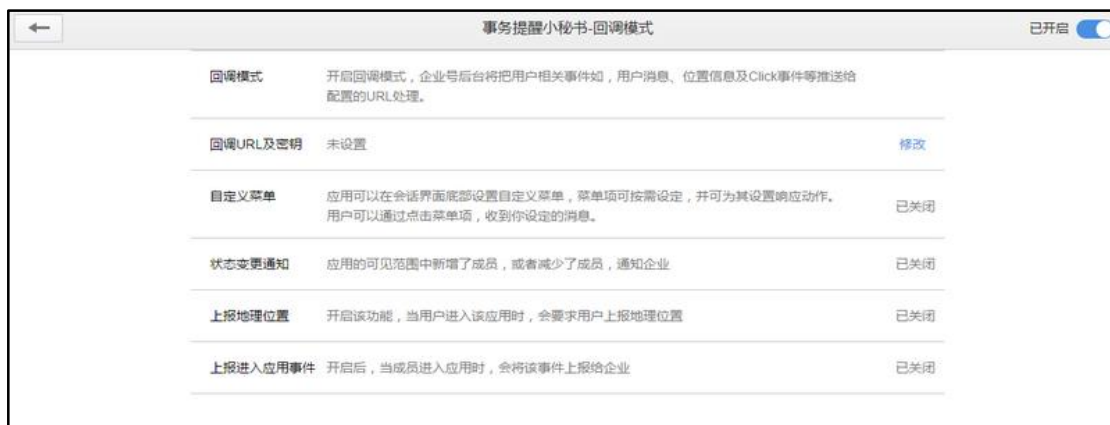 事务提醒小秘书-回调模式 已开启
回调模式 开启回调模式，企业号后台将把用户相关事件如，用户消息、位置信息及Click事件等推送给
配置的URL处理。
回调URL及密钥 未设置 修改
自定义菜单 应用可以在会话界面底部设置自定义菜单，菜单项可按需设定，并可为其设置响应动作。
用户可以通过点击菜单项，收到你设定的消息。 已关闭
状态变更通知 应用的可见范围中新增了成员，或者减少了成员，通知企业 已关闭
上报地理位置 开启该功能，当用户进入该应用时，会要求用户上报地理位置 已关闭
上报进入应用事件 开启后，当成员进入应用时，会将该事件上报给企业 已关闭